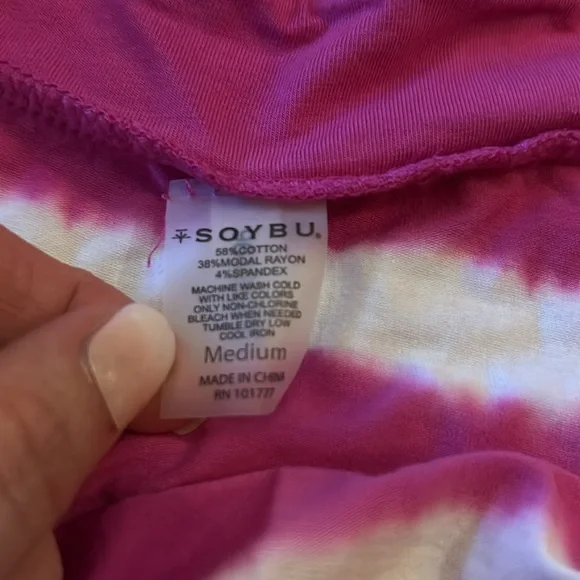 SOYBU®
58%COTTON
38%MODAL RAYON
4%SPANDEX
MACHINE WASH COLD
WITH LIKE COLORS
ONLY NON-CHLORINE
BLEACH WHEN NEEDED
TUMBLE DRY LOW
COOL IRON
Medium
MADE IN CHINA
RN 101777